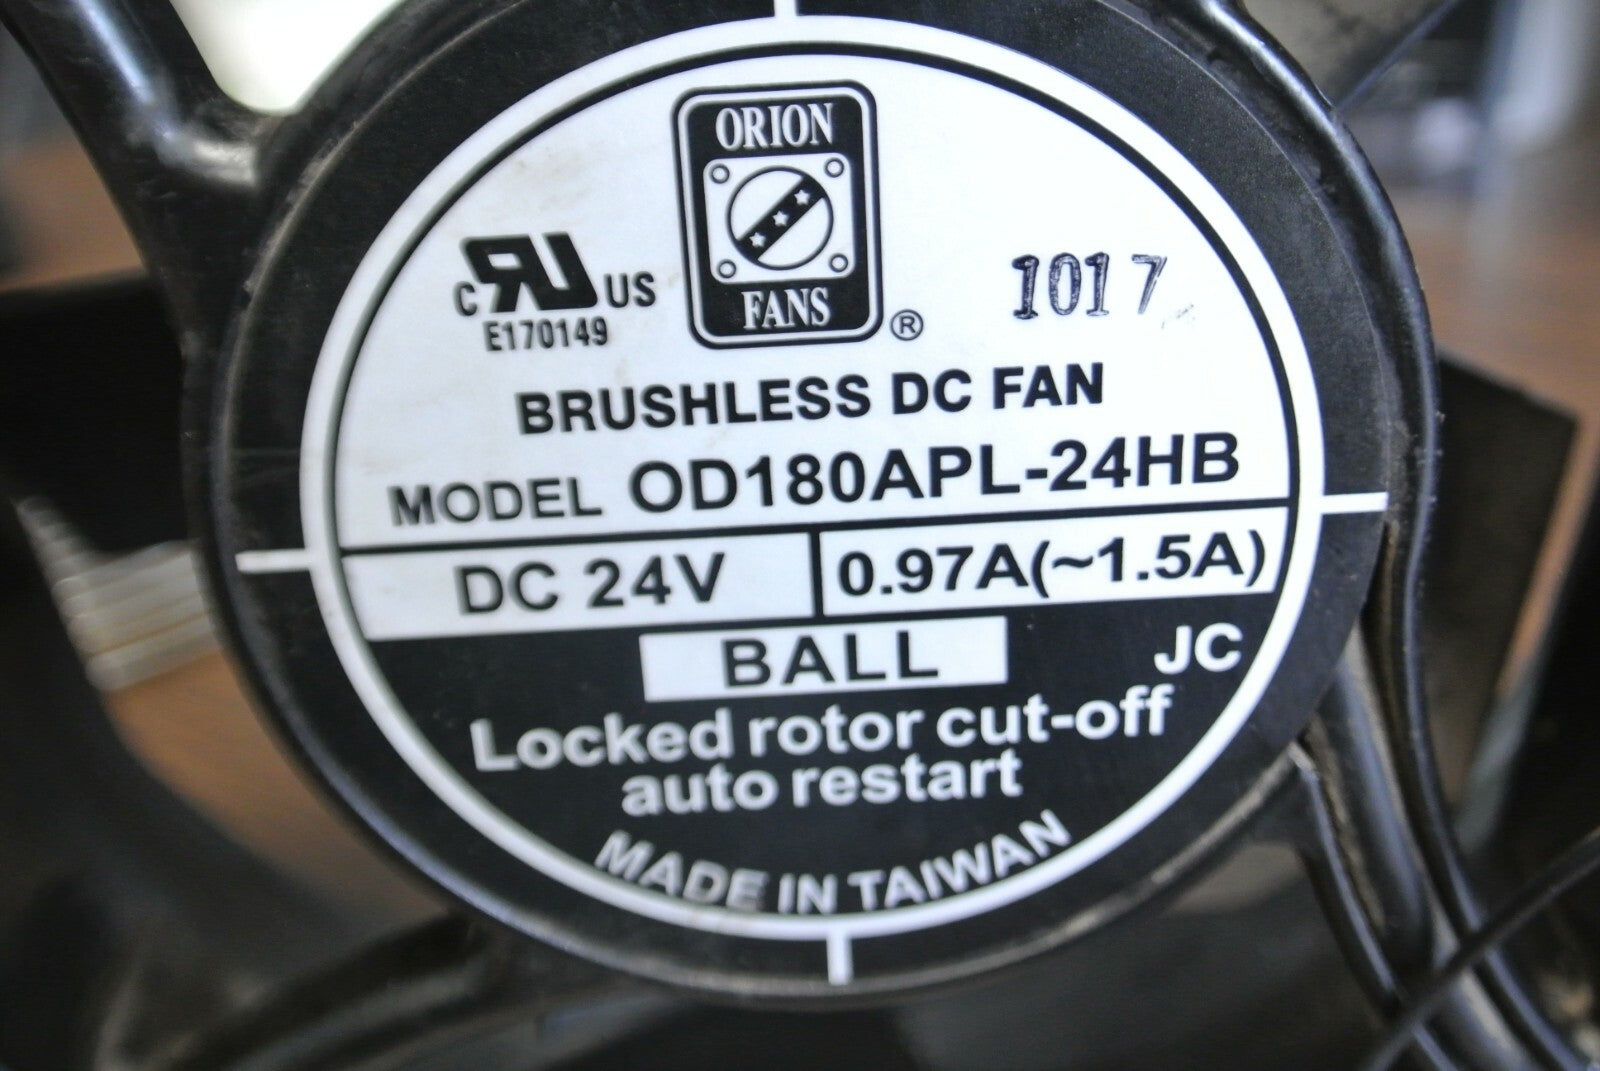 ORION
FANS
®
C RU US
E170149
1017
BRUSHLESS DC FAN
MODEL OD180APL-24HB
DC 24V 0.97A(~1.5A)
BALL
JC
Locked rotor cut-off
auto restart
MADE IN TAIWAN